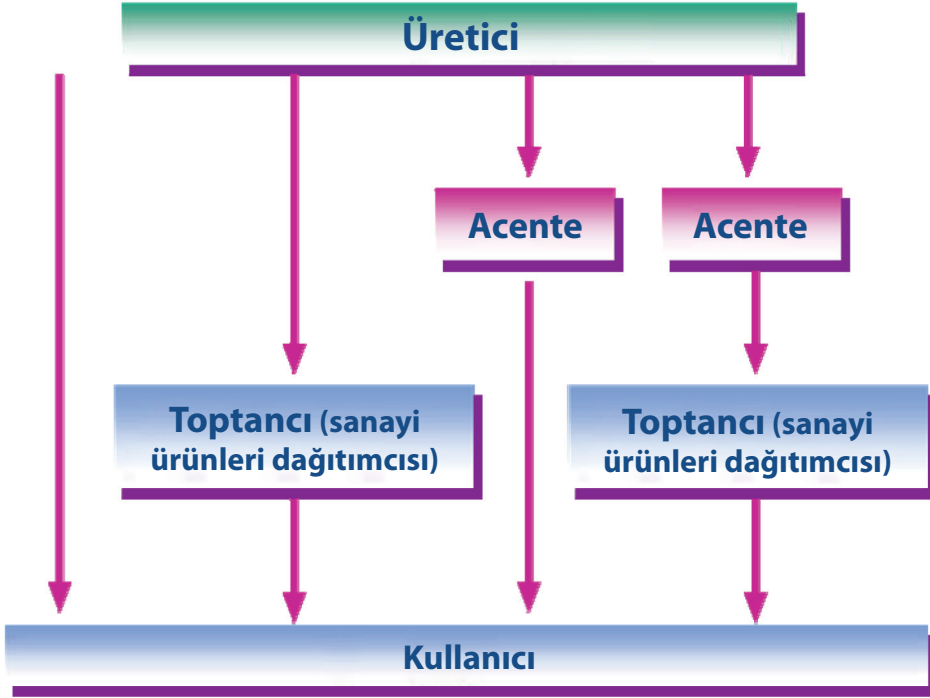 Üretici
Acente
Acente
Toptancı (sanayi
ürünleri dağıtımcısı)
Toptancı (sanayi
ürünleri dağıtımcısı)
Kullanıcı